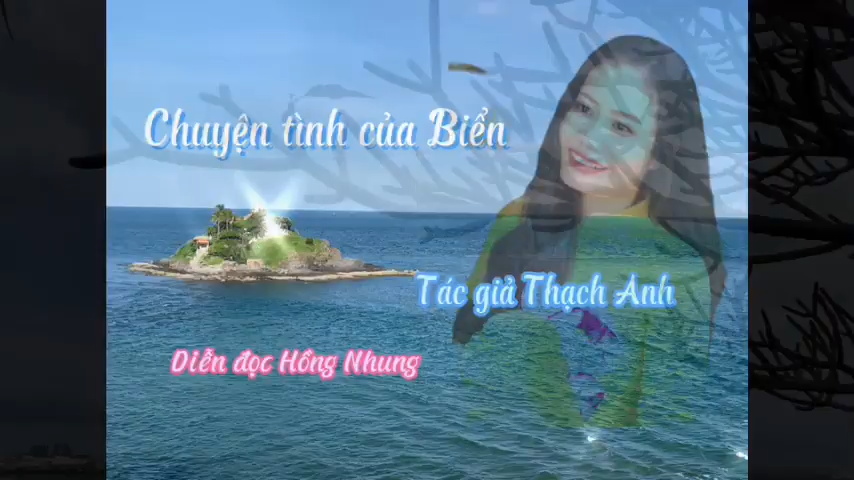 Chuyện tình của Biển
Tác giả Thạch Anh
Diễn đọc Hồng Nhung